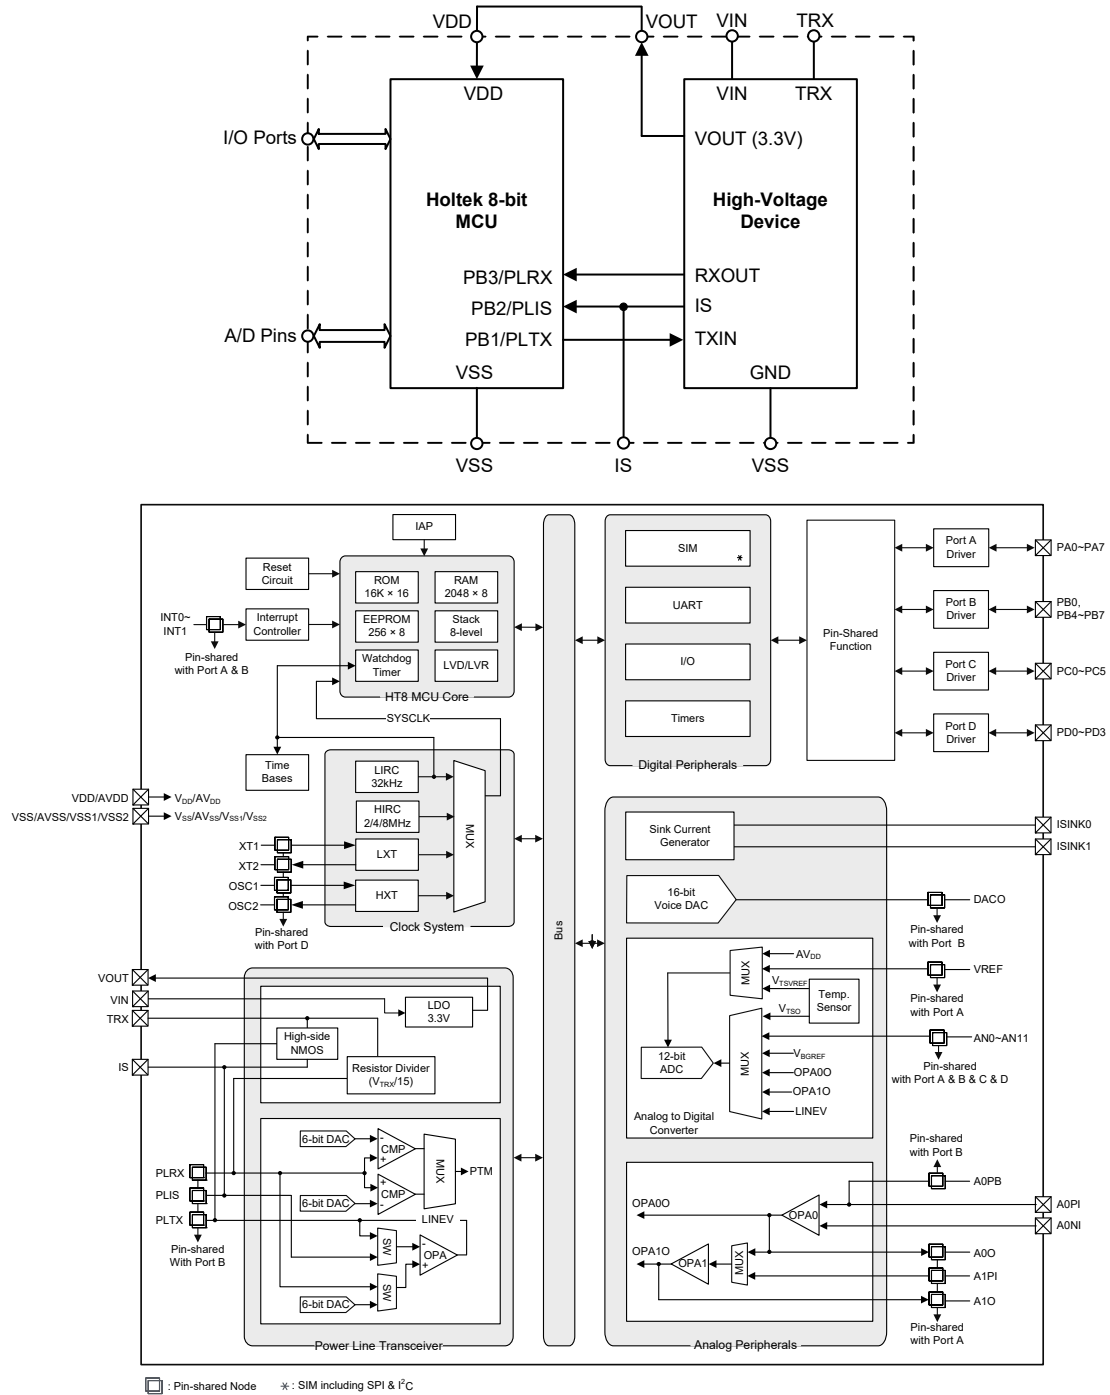 VDD
VOUT
VIN
TRX
VDD
VIN
TRX
I/O Ports
VOUT (3.3V)
Holtek 8-bit
MCU
High-Voltage
Device
PB3/PLRX
RXOUT
PB2/PLIS
IS
A/D Pins
PB1/PLTX
TXIN
VSS
GND
VSS
IS
VSS
IAP
Reset
Circuit
ROM
16K × 16
RAM
2048 × 8
INT0~
INT1
Interrupt
Controller
EEPROM
256 × 8
Stack
8-level
Pin-shared
with Port A & B
Watchdog
Timer
LVD/LVR
HT8 MCU Core
SYSCLK
Time
Bases
LIRC
32kHz
HIRC
2/4/8MHz
MUX
LXT
HXT
Clock System
VDD/AVDD
VDD/AVDD
VSS/AVSS/VSS1/VSS2
VSS/AVSS/VSS1/VSS2
XT1
XT2
OSC1
OSC2
Pin-shared
with Port D
Bus
SIM
*
UART
I/O
Timers
Digital Peripherals
Pin-Shared
Function
Port A
Driver
PA0~PA7
Port B
Driver
PB0,
PB4~PB7
Port C
Driver
PC0~PC5
Port D
Driver
PD0~PD3
Sink Current
Generator
ISINK0
ISINK1
16-bit
Voice DAC
DACO
Pin-shared
with Port B
MUX
AVDD
VREF
VTSVREF
Temp.
Sensor
Pin-shared
with Port A
VTSO
AN0~AN11
12-bit
ADC
MUX
VBGREF
OPA0O
OPA1O
LINEV
Pin-shared
with Port A & B & C & D
Analog to Digital
Converter
Pin-shared
with Port B
A0PB
OPA0O
OPA0
A0PI
A0NI
OPA1O
OPA1
MUX
A0O
A1PI
A1O
Pin-shared
with Port A
Analog Peripherals
VOUT
VIN
TRX
IS
LDO
3.3V
High-side
NMOS
Resistor Divider
(VTRX/15)
6-bit DAC
-
CMP
+
MUX
PTM
+
CMP
-
6-bit DAC
PLRX
PLIS
PLTX
LINEV
Pin-shared
With Port B
SW
-
OPA
+
SW
6-bit DAC
Power Line Transceiver
: Pin-shared Node
* : SIM including SPI & I²C